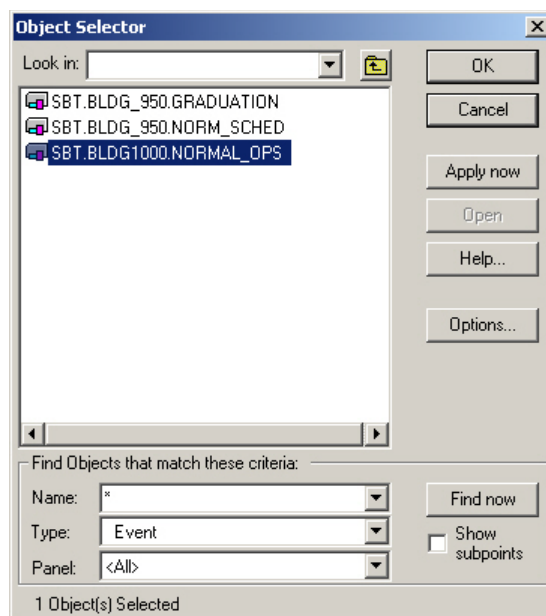 Object Selector
Look in:
OK
Cancel
SBT.BLDG_950.GRADUATION
SBT.BLDG_950.NORM_SCHED
SBT.BLDG1000.NORMAL_OPS
Apply now
Open
Help...
Options...
Find Objects that match these criteria:
Name: *
Find now
Type: Event
Show
subpoints
Panel: <All>
1 Object(s) Selected